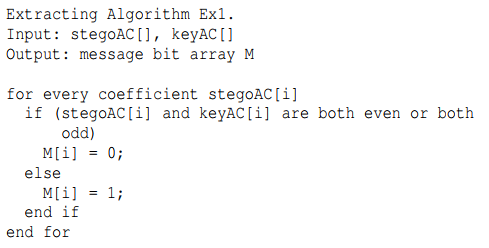 Extracting Algorithm Ex1.
Input: stegoAC[], keyAC[]
Output: message bit array M

for every coefficient stegoAC[i]
  if (stegoAC[i] and keyAC[i] are both even or both
      odd)
    M[i] = 0;
  else
    M[i] = 1;
  end if
end for